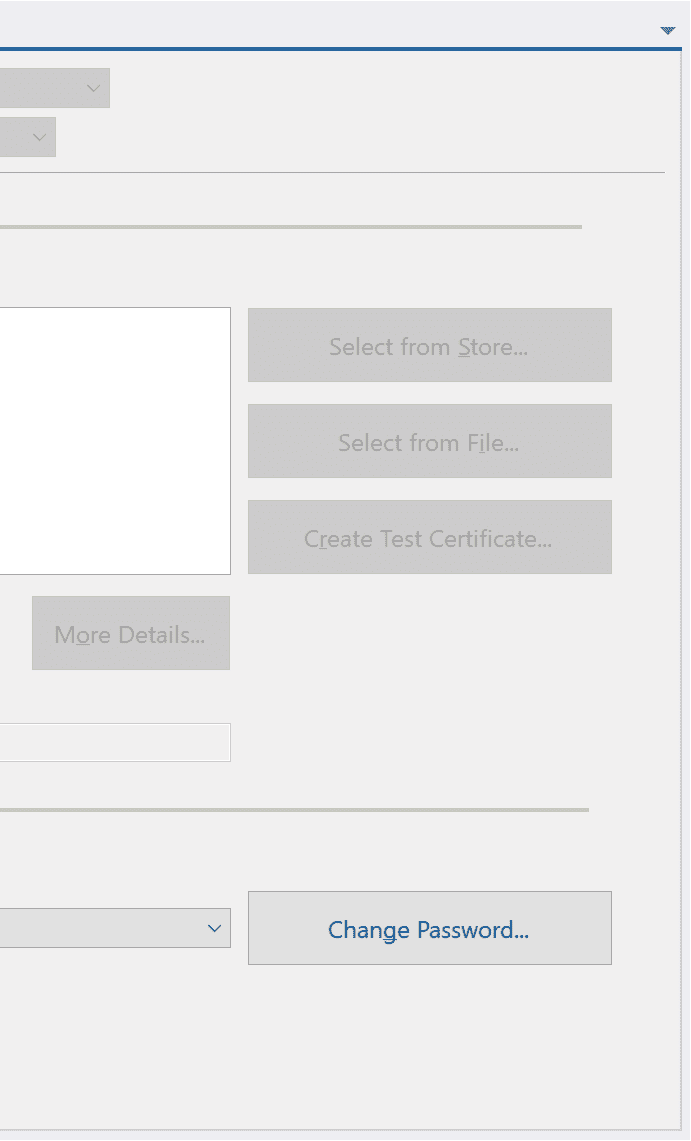 Select from Store...
Select from File...
Create Test Certificate...
More Details...
Change Password...